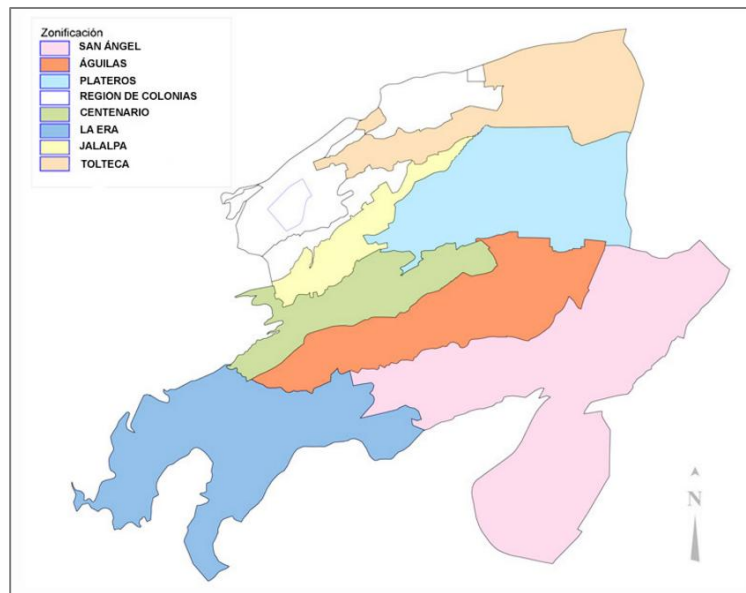 Zonificación
SAN ÁNGEL
ÁGUILAS
PLATEROS
REGION DE COLONIAS
CENTENARIO
LA ERA
JALALPA
TOLTECA
N